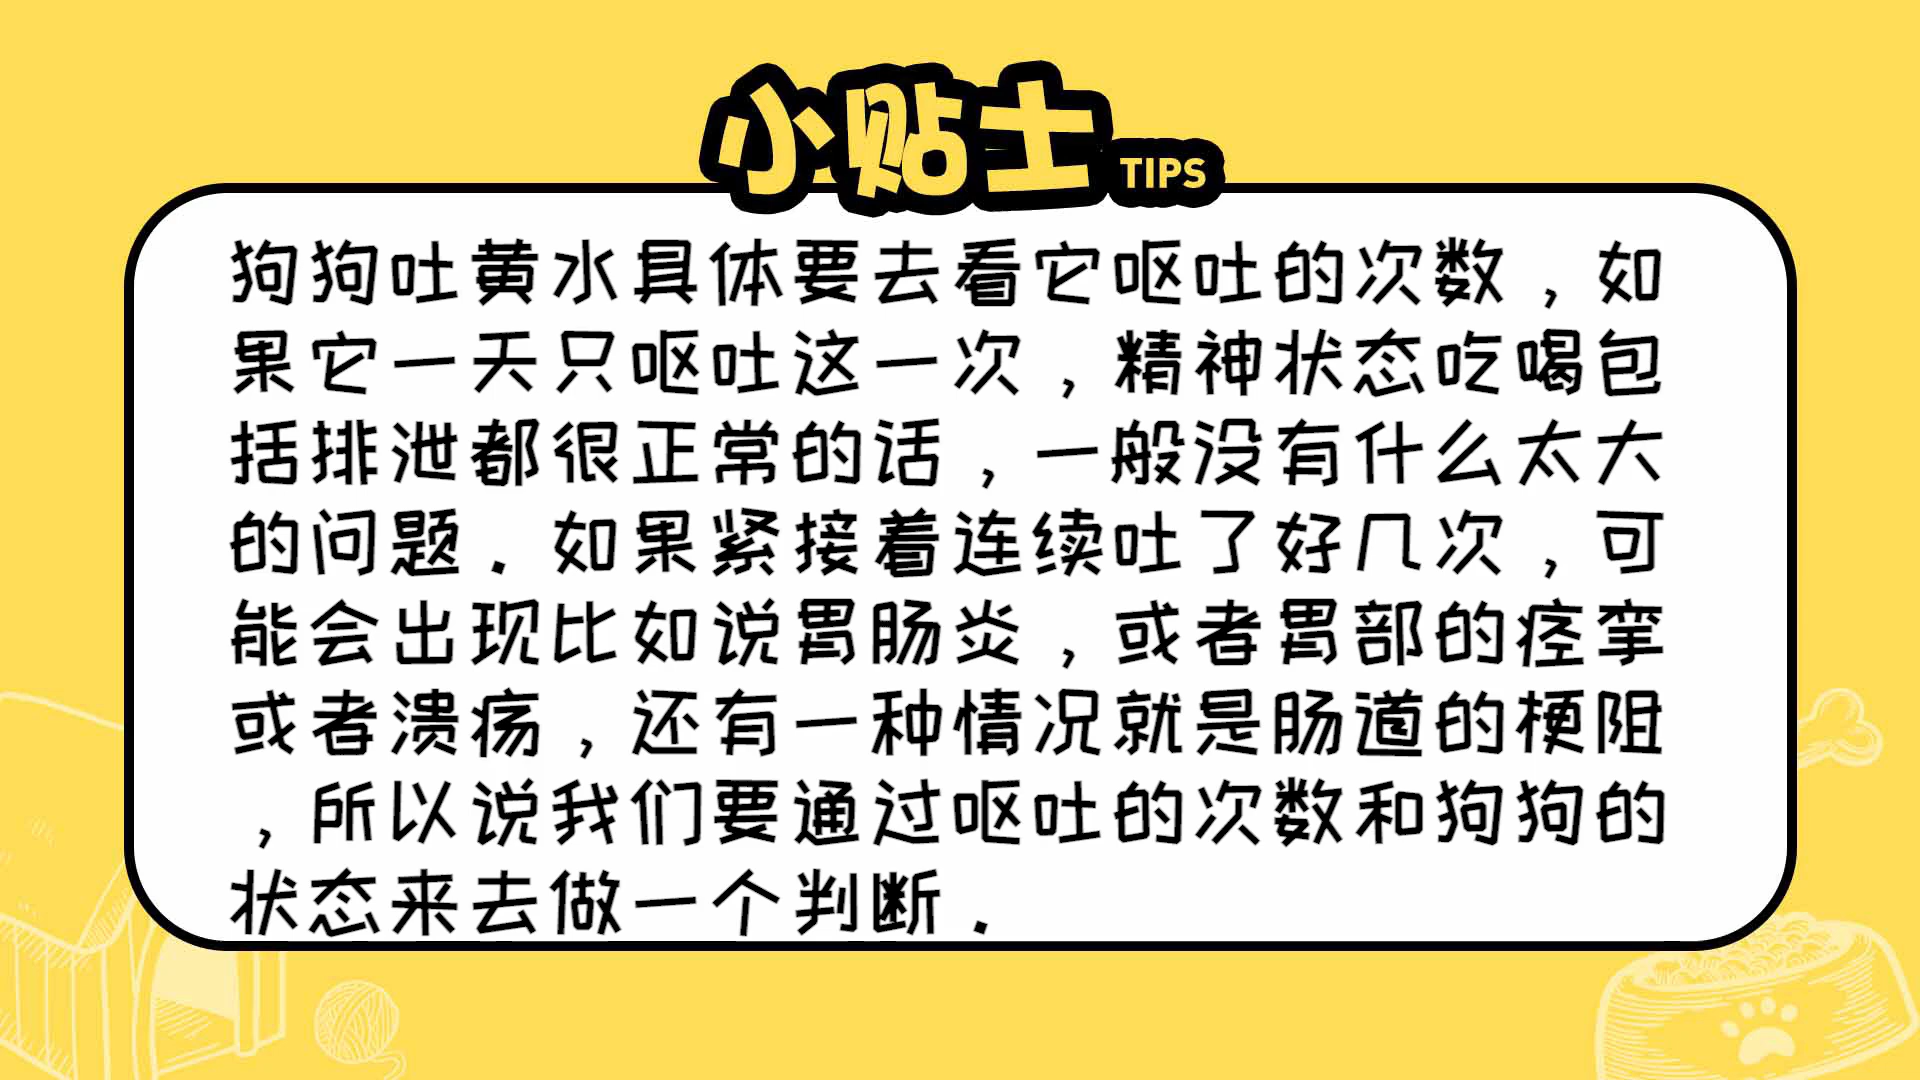 小贴士 TIPS
狗狗吐黄水具体要去看它呕吐的次数，如
果它一天只呕吐这一次，精神状态吃喝包
括排泄都很正常的话，一般没有什么太大
的问题．如果紧接着连续吐了好几次，可
能会出现比如说胃肠炎，或者胃部的痉挛
或者溃疡，还有一种情况就是肠道的梗阻
，所以说我们要通过呕吐的次数和狗狗的
状态来去做一个判断．